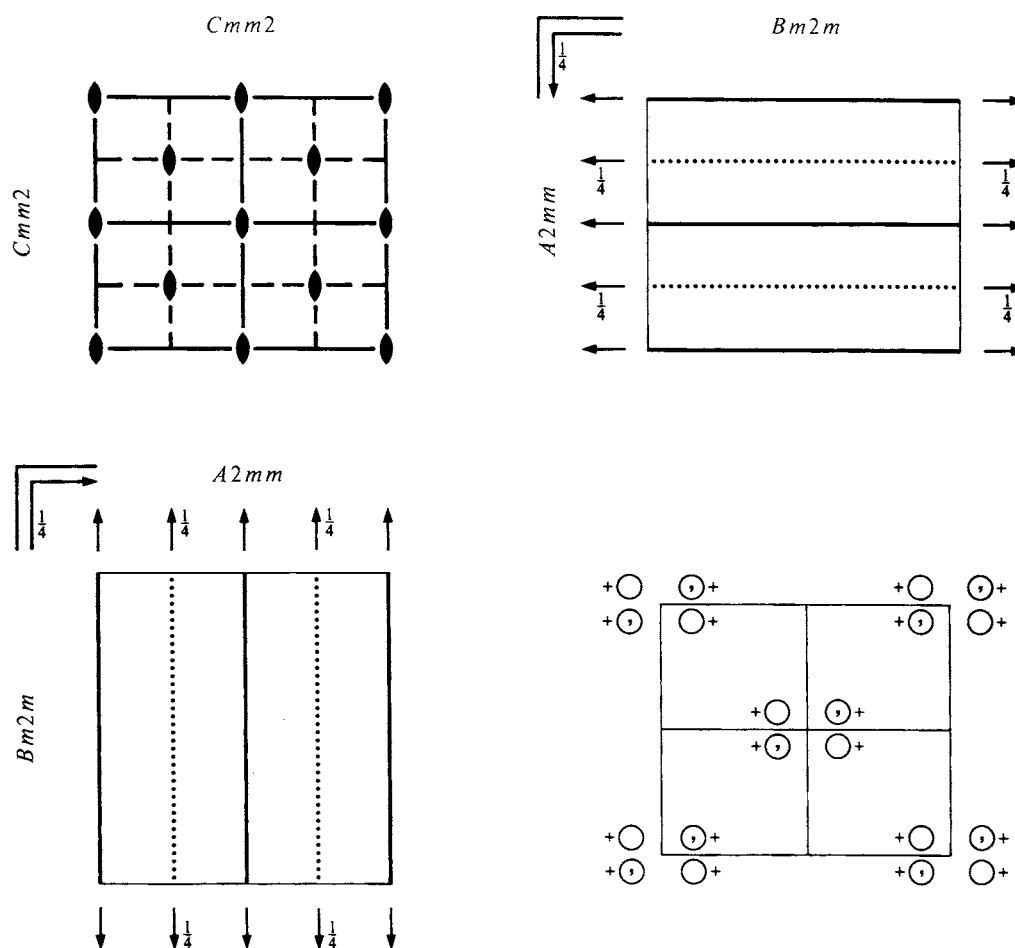 Cmm2
Cmm2
Bm2m
1/4
A2mm
1/4
1/4
1/4
1/4
A2mm
1/4
Bm2m
1/4
1/4
1/4
1/4
+ , +
+ , +
+ , +
+ , +
+ , +
+ , +
+ , +
+ , +
+ , +
+ , +